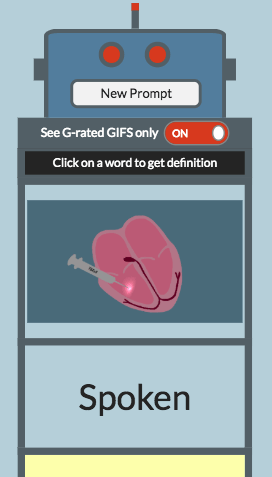 New Prompt
See G-rated GIFS only ON
Click on a word to get definition
Spoken